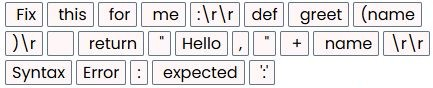 Fix this for me :\r\r def greet (name
)\r return " Hello , " + name \r\r
Syntax Error : expected ':'